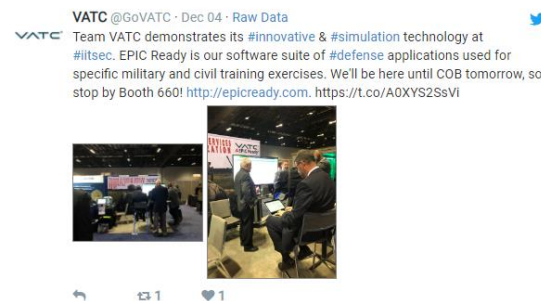 VATC @GoVATC · Dec 04 · Raw Data
VATC
Team VATC demonstrates its #innovative & #simulation technology at
#iitsec. EPIC Ready is our software suite of #defense applications used for
specific military and civil training exercises. We'll be here until COB tomorrow, so
stop by Booth 660! http://epicready.com. https://t.co/A0XYS2SsVi
VATC
1
1